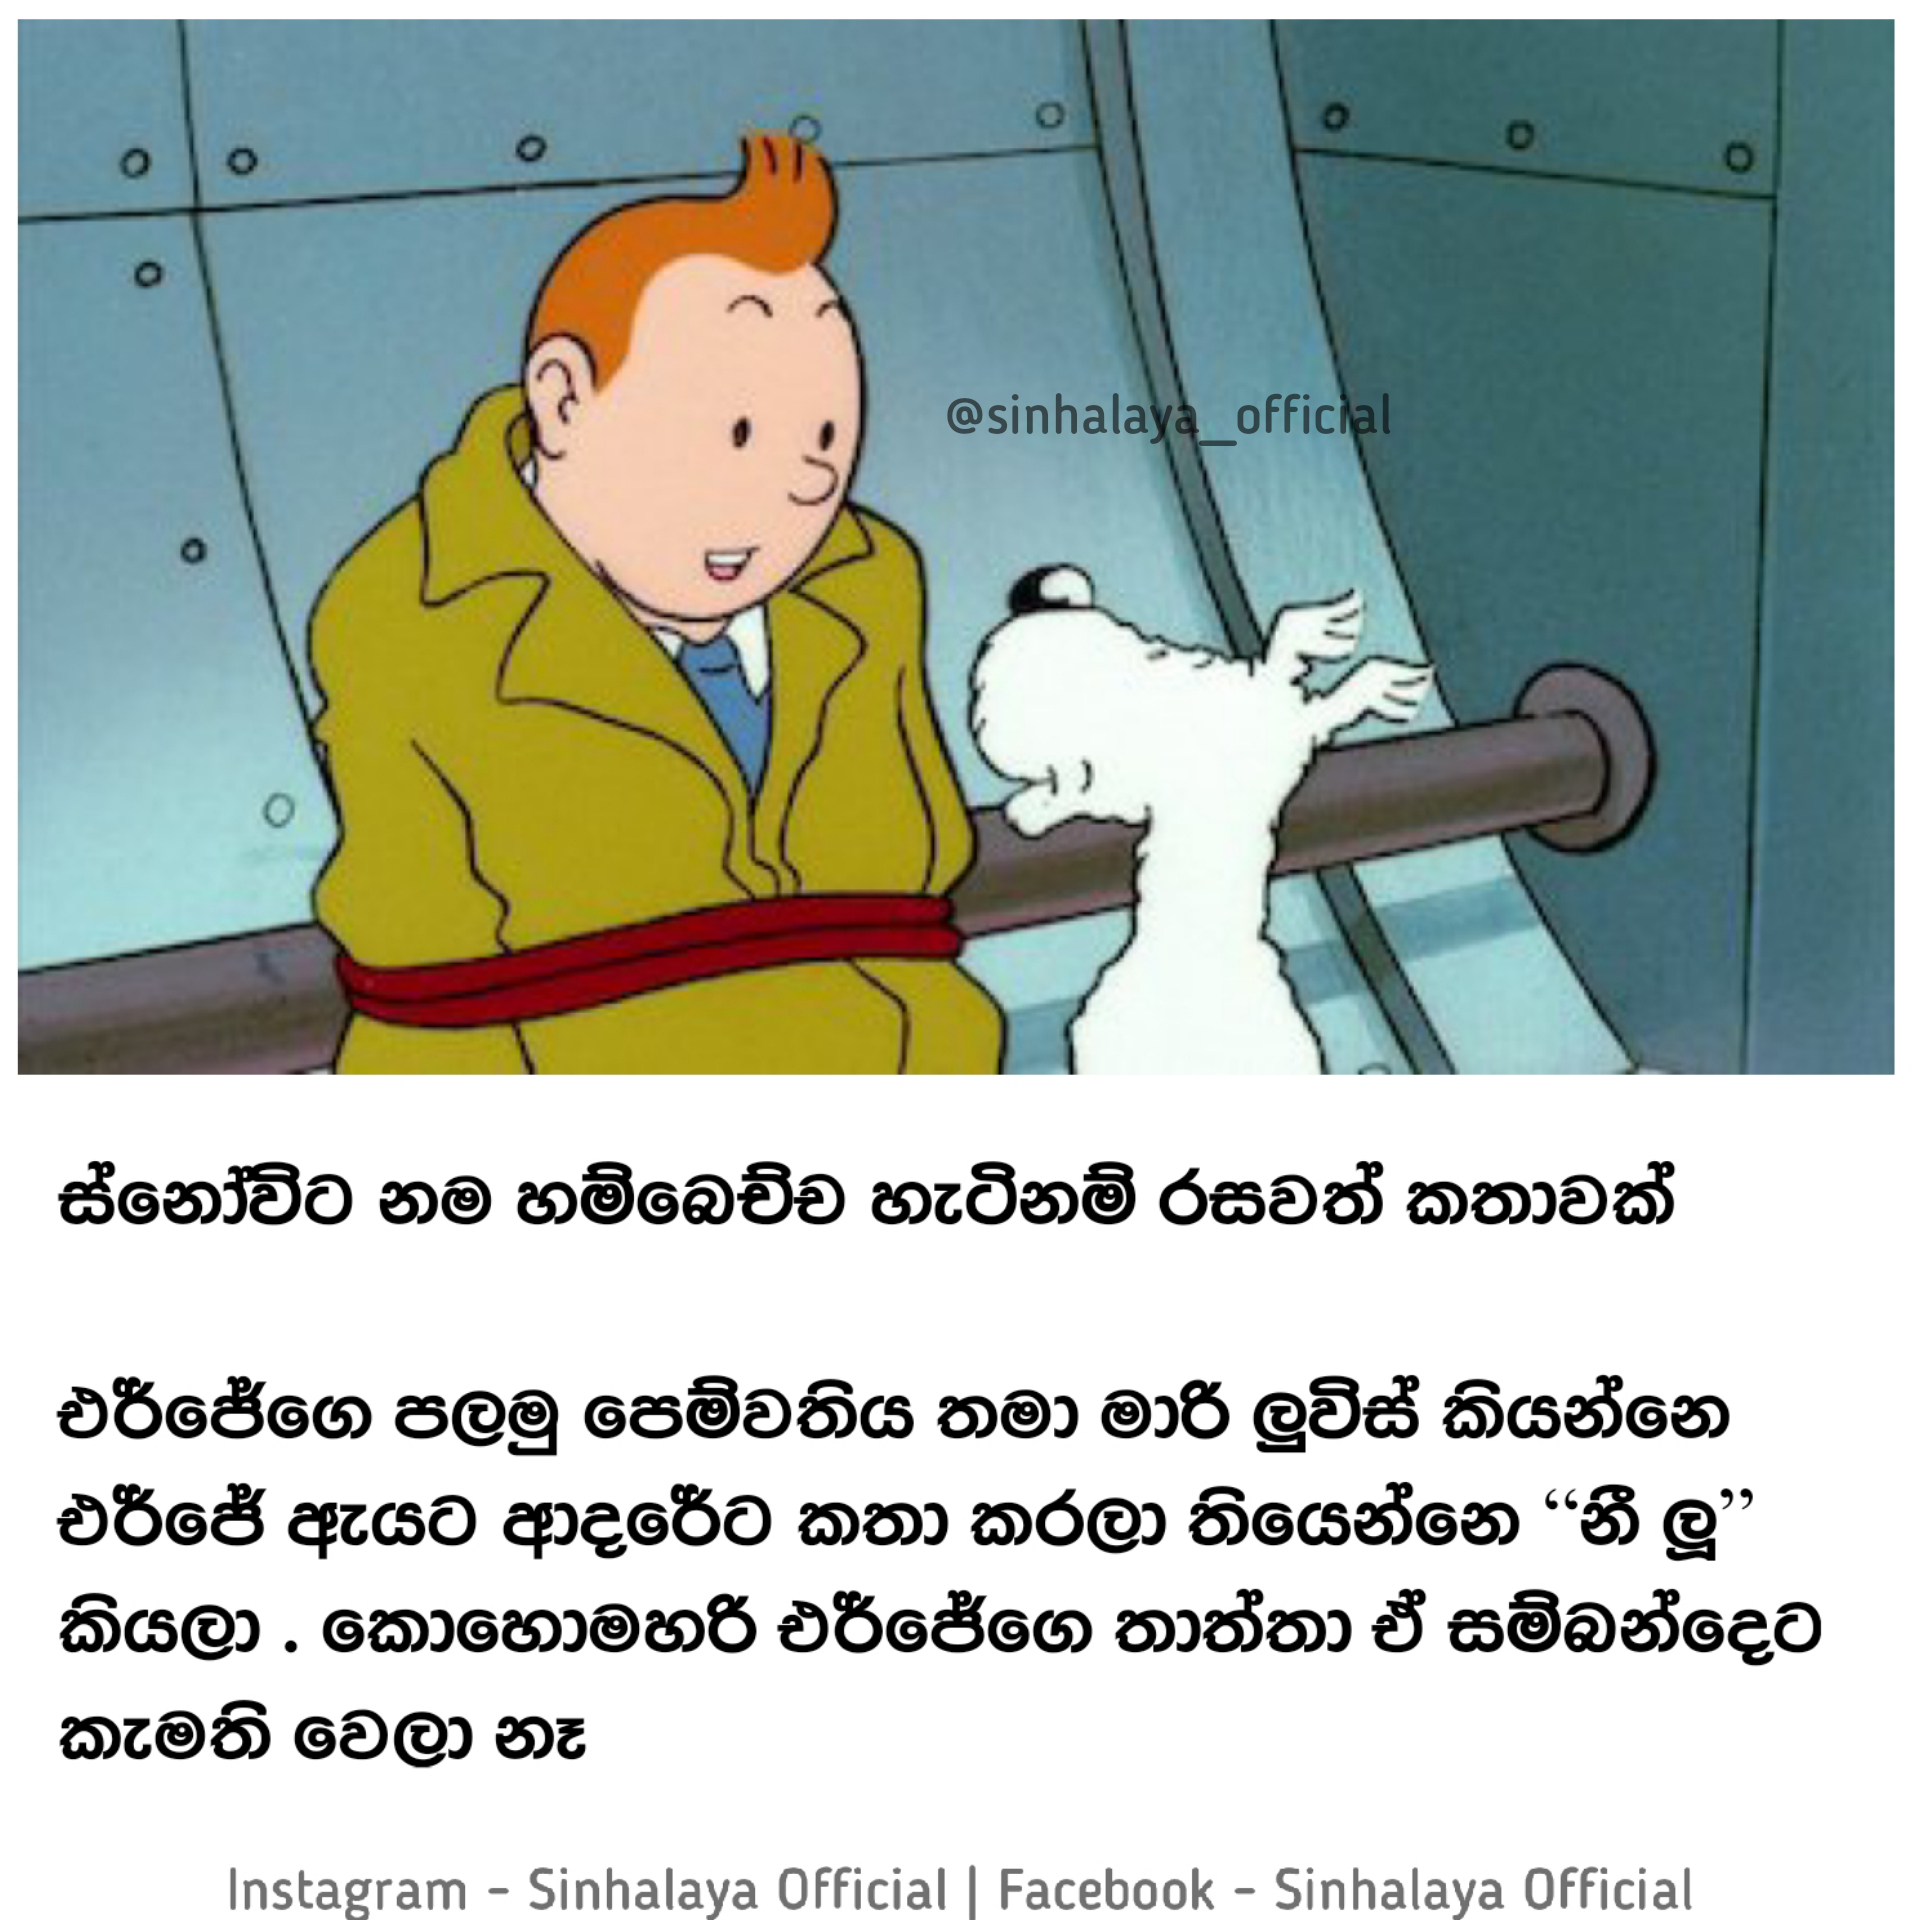 @sinhalaya_official
ස්නෝවිට නම හම්බෙච්ච හැටිනම් රසවත් කතාවක්
එර්ජේගෙ පලමු පෙම්වතිය තමා මාරි ලුවිස් කියන්නෙ
එර්ජේ ඇයට ආදරේට කතා කරලා තියෙන්නෙ “නී ලූ”
කියලා . කොහොමහරි එර්ජේගෙ තාත්තා ඒ සම්බන්දෙට
කැමති වෙලා නෑ
Instagram - Sinhalaya Official | Facebook - Sinhalaya Official